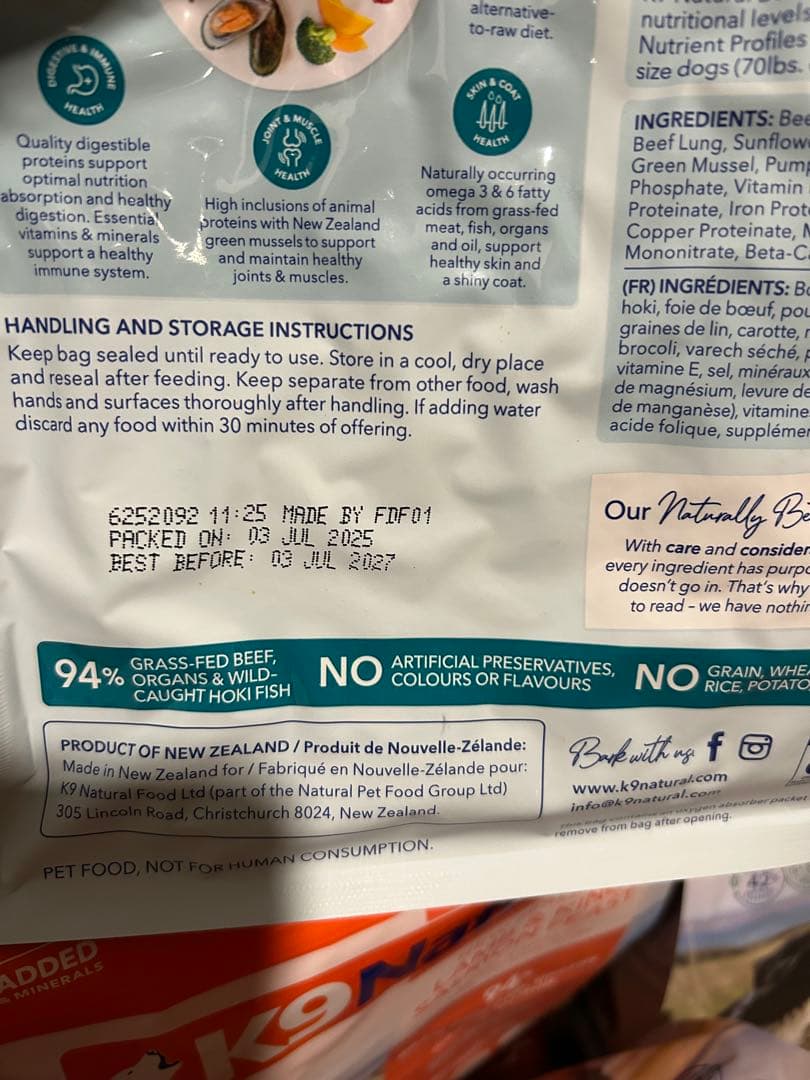 alternative-
to-raw diet.
nutritional levels
Nutrient Profiles
size dogs (70lbs.
DIGESTIVE & IMMUNE
HEALTH
Quality digestible
proteins support
optimal nutrition
absorption and healthy
digestion. Essential
vitamins & minerals
support a healthy
immune system.
JOINT & MUSCLE
HEALTH
High inclusions of animal
proteins with New Zealand
green mussels to support
and maintain healthy
joints & muscles.
SKIN & COAT
HEALTH
Naturally occurring
omega 3 & 6 fatty
acids from grass-fed
meat, fish, organs
and oil, support
healthy skin and
a shiny coat.
INGREDIENTS:
Beef Lung,
Green Mussel,
Phosphate, Vitamin
Proteinate, Iron
Copper Proteinate,
Mononitrate,
(FR) INGRÉDIENTS:
hoki, foie de bœuf,
graines de lin, carotte,
brocoli, varech séché,
vitamine E, sel, minéraux
de magnésium, levure de
de manganèse), vitamine
acide folique,
HANDLING AND STORAGE INSTRUCTIONS
Keep bag sealed until ready to use. Store in a cool, dry place
and reseal after feeding. Keep separate from other food, wash
hands and surfaces thoroughly after handling. If adding water
discard any food within 30 minutes of offering.
6252092 11:25 MADE BY FDF01
PACKED ON: 03 JUL 2025
BEST BEFORE: 03 JUL 2027
Our Naturally
With care and
every ingredient has
doesn't go in. That's why
to read – we have
94% GRASS-FED BEEF,
ORGANS & WILD-
CAUGHT HOKI FISH
NO ARTIFICIAL PRESERVATIVES,
COLOURS OR FLAVOURS
NO GRAIN,
RICE, POTATO
PRODUCT OF NEW ZEALAND / Produit de Nouvelle-Zélande:
Made in New Zealand for / Fabriqué en Nouvelle-Zélande pour:
K9 Natural Food Ltd (part of the Natural Pet Food Group Ltd)
305 Lincoln Road, Christchurch 8024, New Zealand.
Bark with us
www.k9natural.com
info@k9natural.com
oxygen absorber packet
remove from bag after opening.
PET FOOD, NOT FOR HUMAN CONSUMPTION.
ADDED
MINERALS
K9